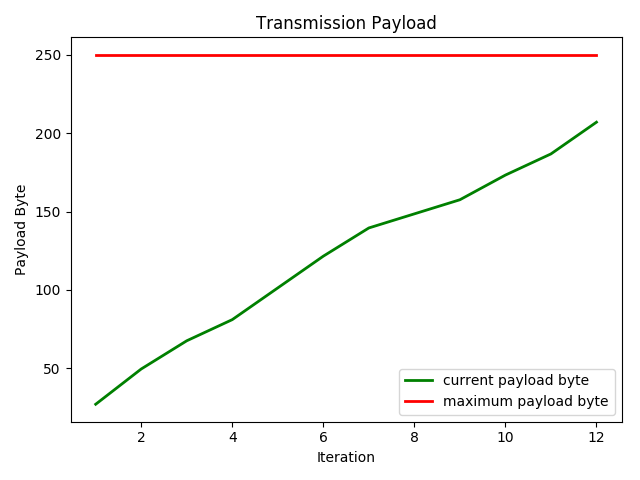 Transmission Payload
250
200
150
100
50
Payload Byte
2
4
6
8
10
12
Iteration
current payload byte
maximum payload byte